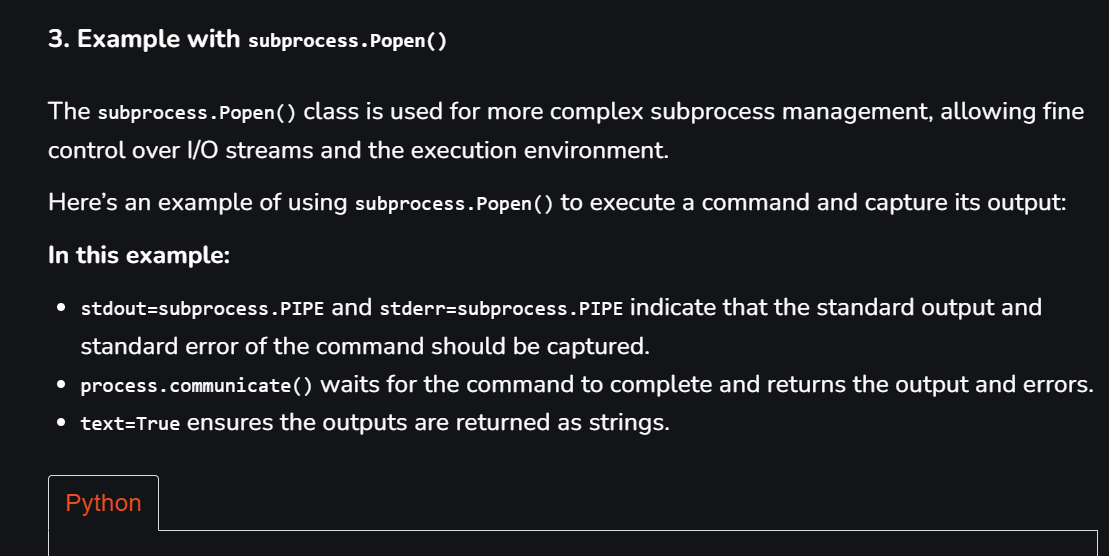 3. Example with subprocess.Popen()
The subprocess.Popen() class is used for more complex subprocess management, allowing fine
control over I/O streams and the execution environment.
Here’s an example of using subprocess.Popen() to execute a command and capture its output:
In this example:
• stdout=subprocess.PIPE and stderr=subprocess.PIPE indicate that the standard output and
standard error of the command should be captured.
• process.communicate() waits for the command to complete and returns the output and errors.
• text=True ensures the outputs are returned as strings.
Python